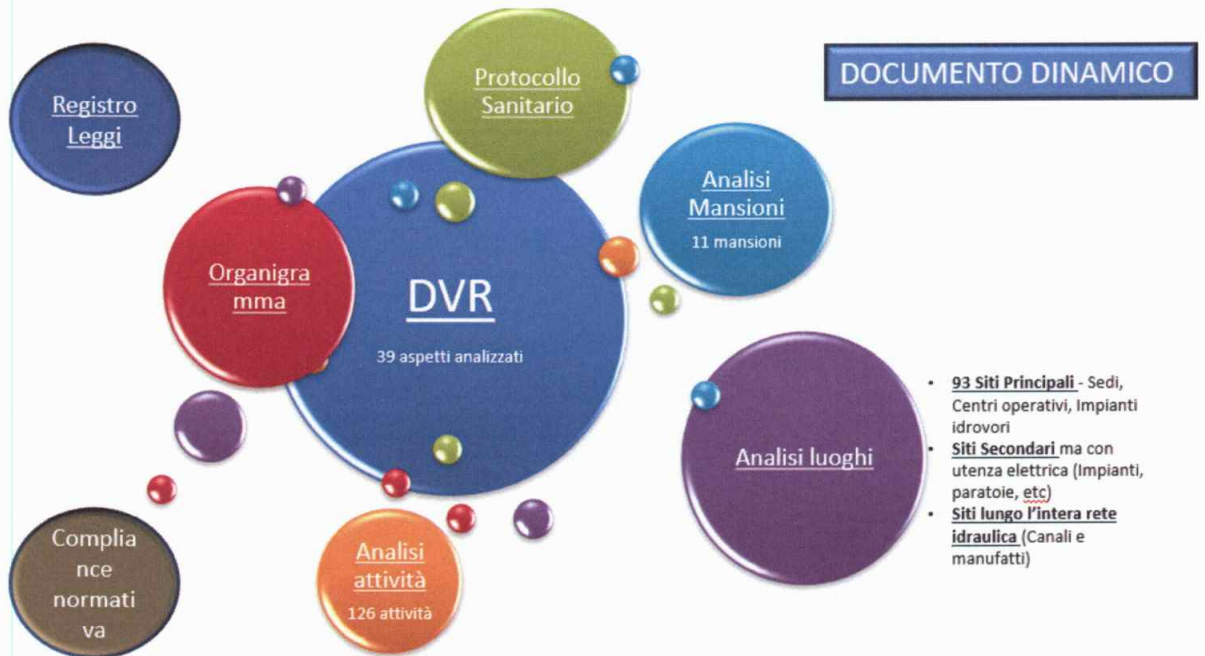 DOCUMENTO DINAMICO
Registro
Leggi
Protocollo
Sanitario
Analisi
Mansioni
11 mansioni
Organigra
mma
DVR
39 aspetti analizzati
Analisi luoghi
• 93 Siti Principali - Sedi,
Centri operativi, Impianti
idrovori
• Siti Secondari ma con
utenza elettrica (Impianti,
paratoie, etc)
• Siti lungo l'intera rete
idraulica (Canali e
manufatti)
Complia
nce
normati
va
Analisi
attività
126 attività